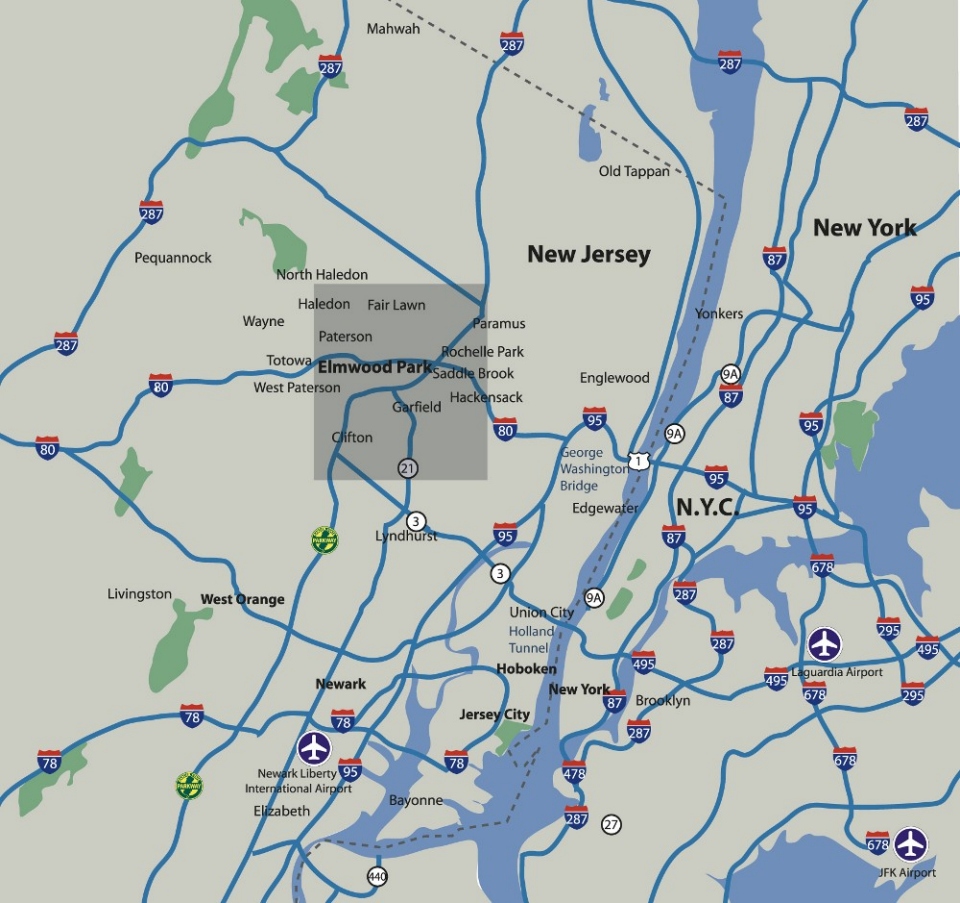 Mahwah
287
287
287
287
Old Tappan
287
New York
New Jersey
Pequannock
87
North Haledon
95
Haledon
Fair Lawn
Wayne
Yonkers
Paramus
Paterson
287
Rochelle Park
Totowa
Elmwood Park
Saddle Brook
Englewood
9A
80
West Paterson
Hackensack
87
Garfield
95
95
80
9A
Clifton
80
George
Washington
Bridge
1
21
95
Edgewater
N.Y.C.
95
3
Lyndhurst
95
87
PARKWAY
678
3
Livingston
West Orange
287
9A
Union City
295
Holland
Tunnel
287
495
Laguardia Airport
495
Hoboken
Newark
New York
495
678
295
87
Brooklyn
78
78
Jersey City
287
78
78
Newark Liberty
International Airport
95
478
678
PARKWAY
Bayonne
Elizabeth
287
27
678
JFK Airport
440